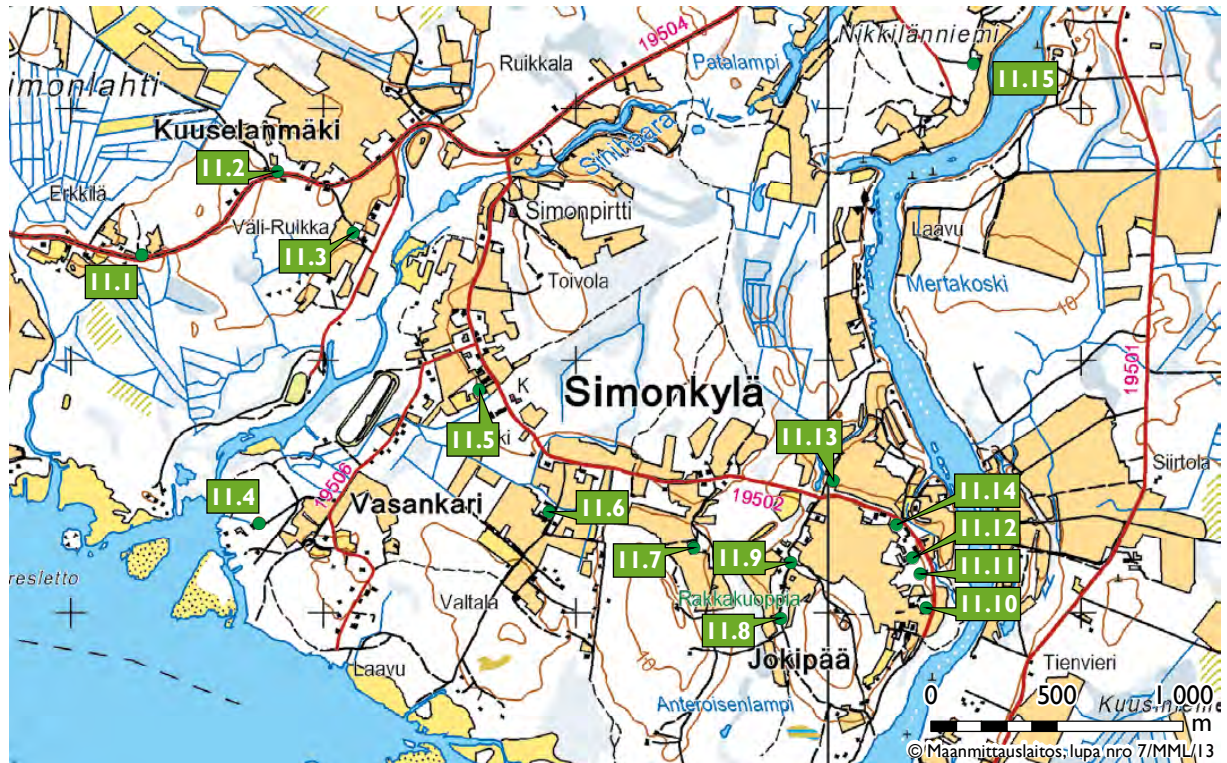 19504
Ruikkala
Patalampi
Nikkilänniemi
11.15
imonlahti
Kuuselanmäki
Sinihaara
11.2
Erkkilä
Väli-Ruikka
Simonpirtti
Laavu
11.3
11.1
Toivola
Mertakoski
10
19501
Simonkylä
K
11.5
ki
11.13
Siirtola
19506
19502
11.14
11.4
Vasankari
11.6
11.12
11.7
11.9
11.11
resletto
Valtala
Rakkakuoppia
11.10
11.8
Laavu
10
Jokipää
Tienvieri
Anteroisenlampi
0 500 1 000
m
© Maanmittauslaitos, lupa nro 7/MML/13